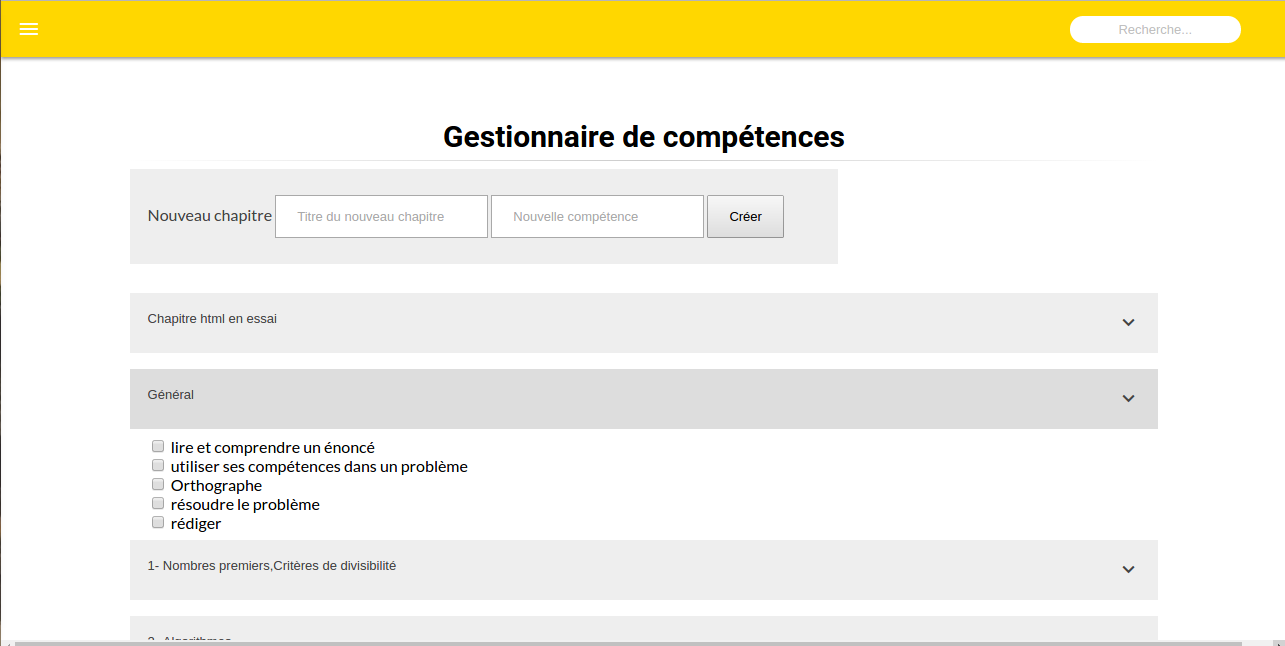 Recherche...
Gestionnaire de compétences
Nouveau chapitre Titre du nouveau chapitre Nouvelle compétence Créer
Chapitre html en essai
Général
lire et comprendre un énoncé
utiliser ses compétences dans un problème
Orthographe
résoudre le problème
rédiger
1- Nombres premiers,Critères de divisibilité
2- Algorithmes